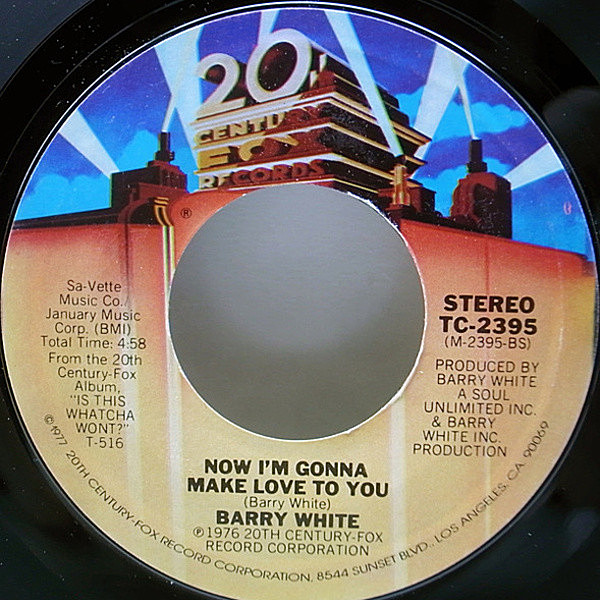 20th
CENTURY
FOX
RECORDS
®
Sa-Vette
Music Co./
January Music
Corp. (BMI)
Total Time: 4:58
From the 20th
Century-Fox
Album,
"IS THIS
WHATCHA
WONT?"
T-516
STEREO
TC-2395
(M-2395-BS)
PRODUCED BY
BARRY WHITE
A SOUL
UNLIMITED INC.
& BARRY
WHITE INC.
PRODUCTION
NOW I'M GONNA
MAKE LOVE TO YOU
(Barry White)
BARRY WHITE
℗ 1976 20TH CENTURY-FOX
RECORD CORPORATION
© 1977 20TH CENTURY-FOX RECORD CORPORATION, 8544 SUNSET BLVD., LOS ANGELES, CA 90069